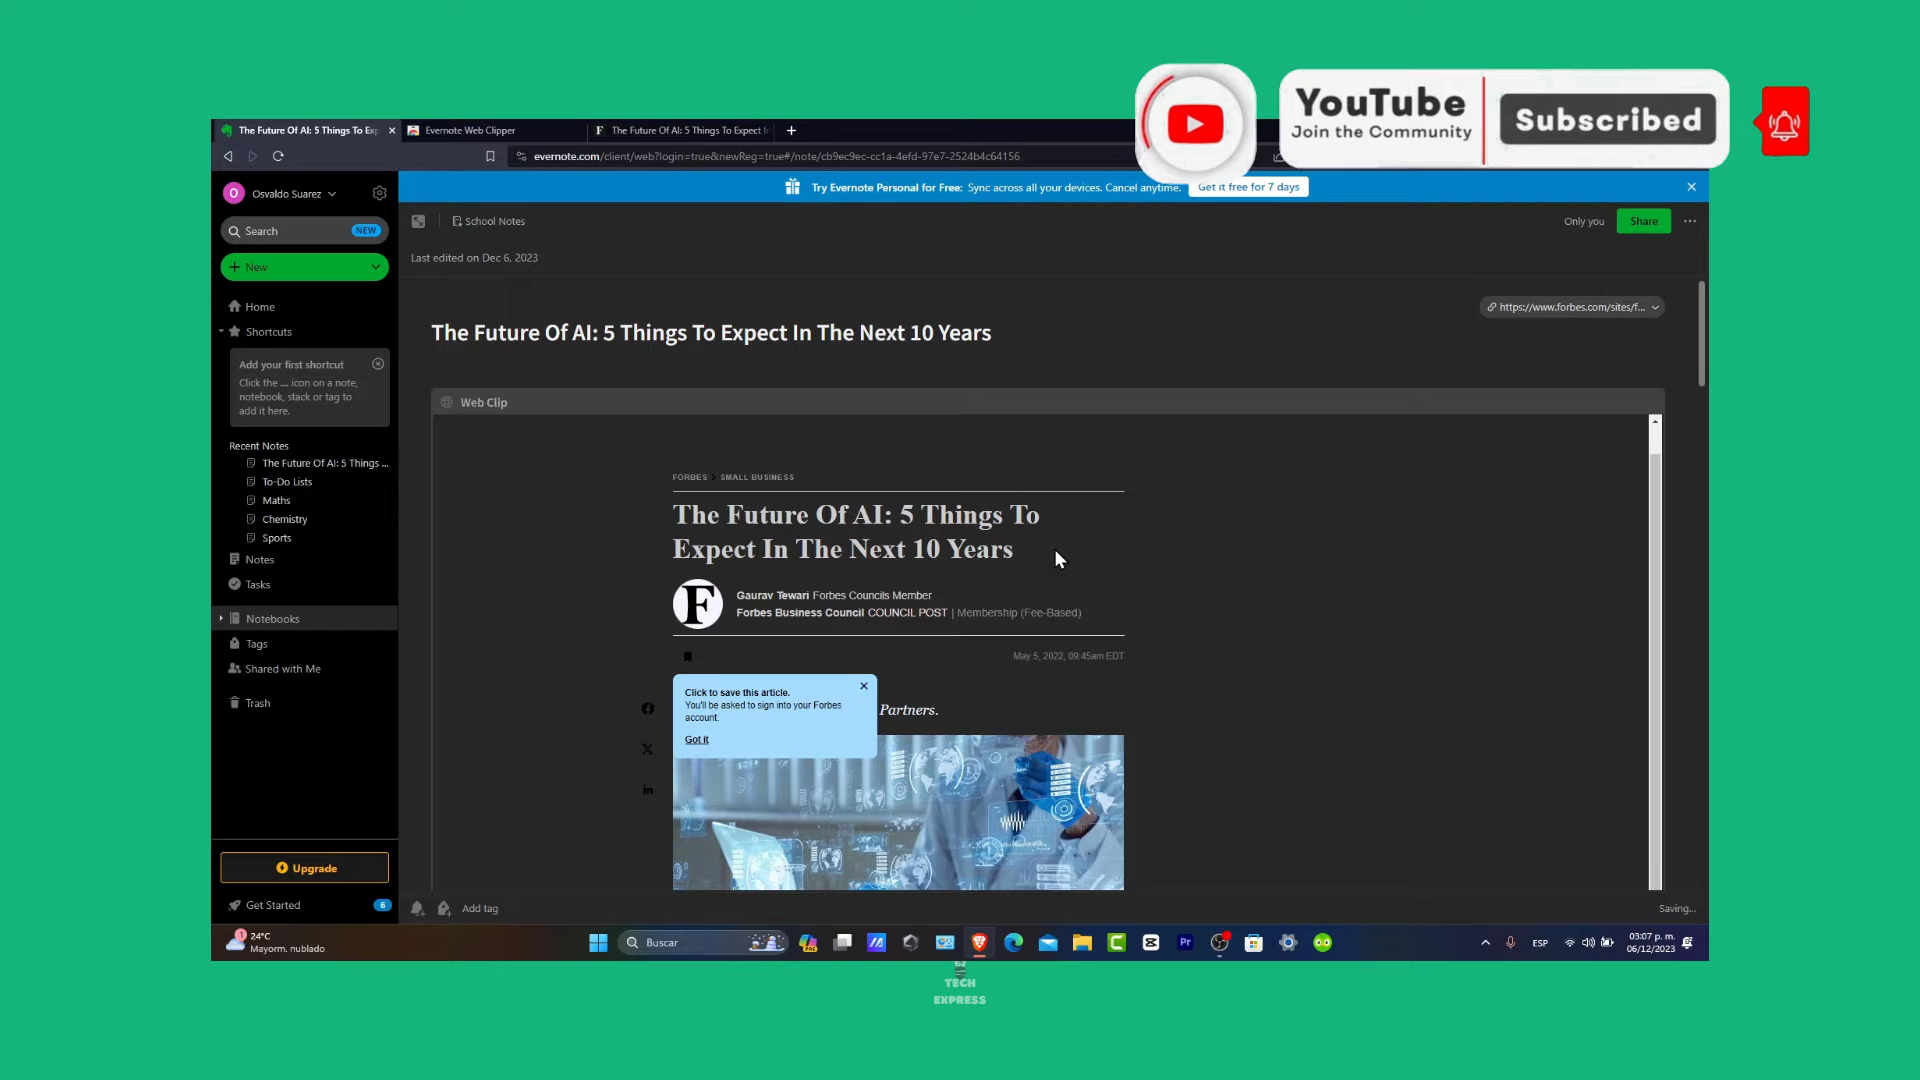 YouTube
Join the Community
Subscribed
The Future Of AI: 5 Things To Exp
Evernote Web Clipper
The Future Of AI: 5 Things To Expect I
evernote.com/client/web?login=true&newReg=true#/note/cb9ec9ec-cc1a-4efd-97e7-2524b4c64156
Try Evernote Personal for Free: Sync across all your devices. Cancel anytime.
Get it free for 7 days
O
Osvaldo Suarez
Search
NEW
New
Home
Shortcuts
Add your first shortcut
Click the ... icon on a note,
notebook, stack or tag to
add it here.
Recent Notes
The Future Of AI: 5 Things ...
To-Do Lists
Maths
Chemistry
Sports
Notes
Tasks
Notebooks
Tags
Shared with Me
Trash
Upgrade
Get Started
6
School Notes
Only you
Share
Last edited on Dec 6, 2023
https://www.forbes.com/sites/f...
The Future Of AI: 5 Things To Expect In The Next 10 Years
Web Clip
FORBES > SMALL BUSINESS
The Future Of AI: 5 Things To
Expect In The Next 10 Years
F
Gaurav Tewari Forbes Councils Member
Forbes Business Council COUNCIL POST | Membership (Fee-Based)
May 5, 2022, 09:45am EDT
Click to save this article.
You'll be asked to sign into your Forbes
account.
Got it
Partners.
Add tag
Saving...
1
24°C
Mayorm. nublado
Buscar
PRE
Pr
ESP
03:07 p. m.
06/12/2023
TECH
EXPRESS